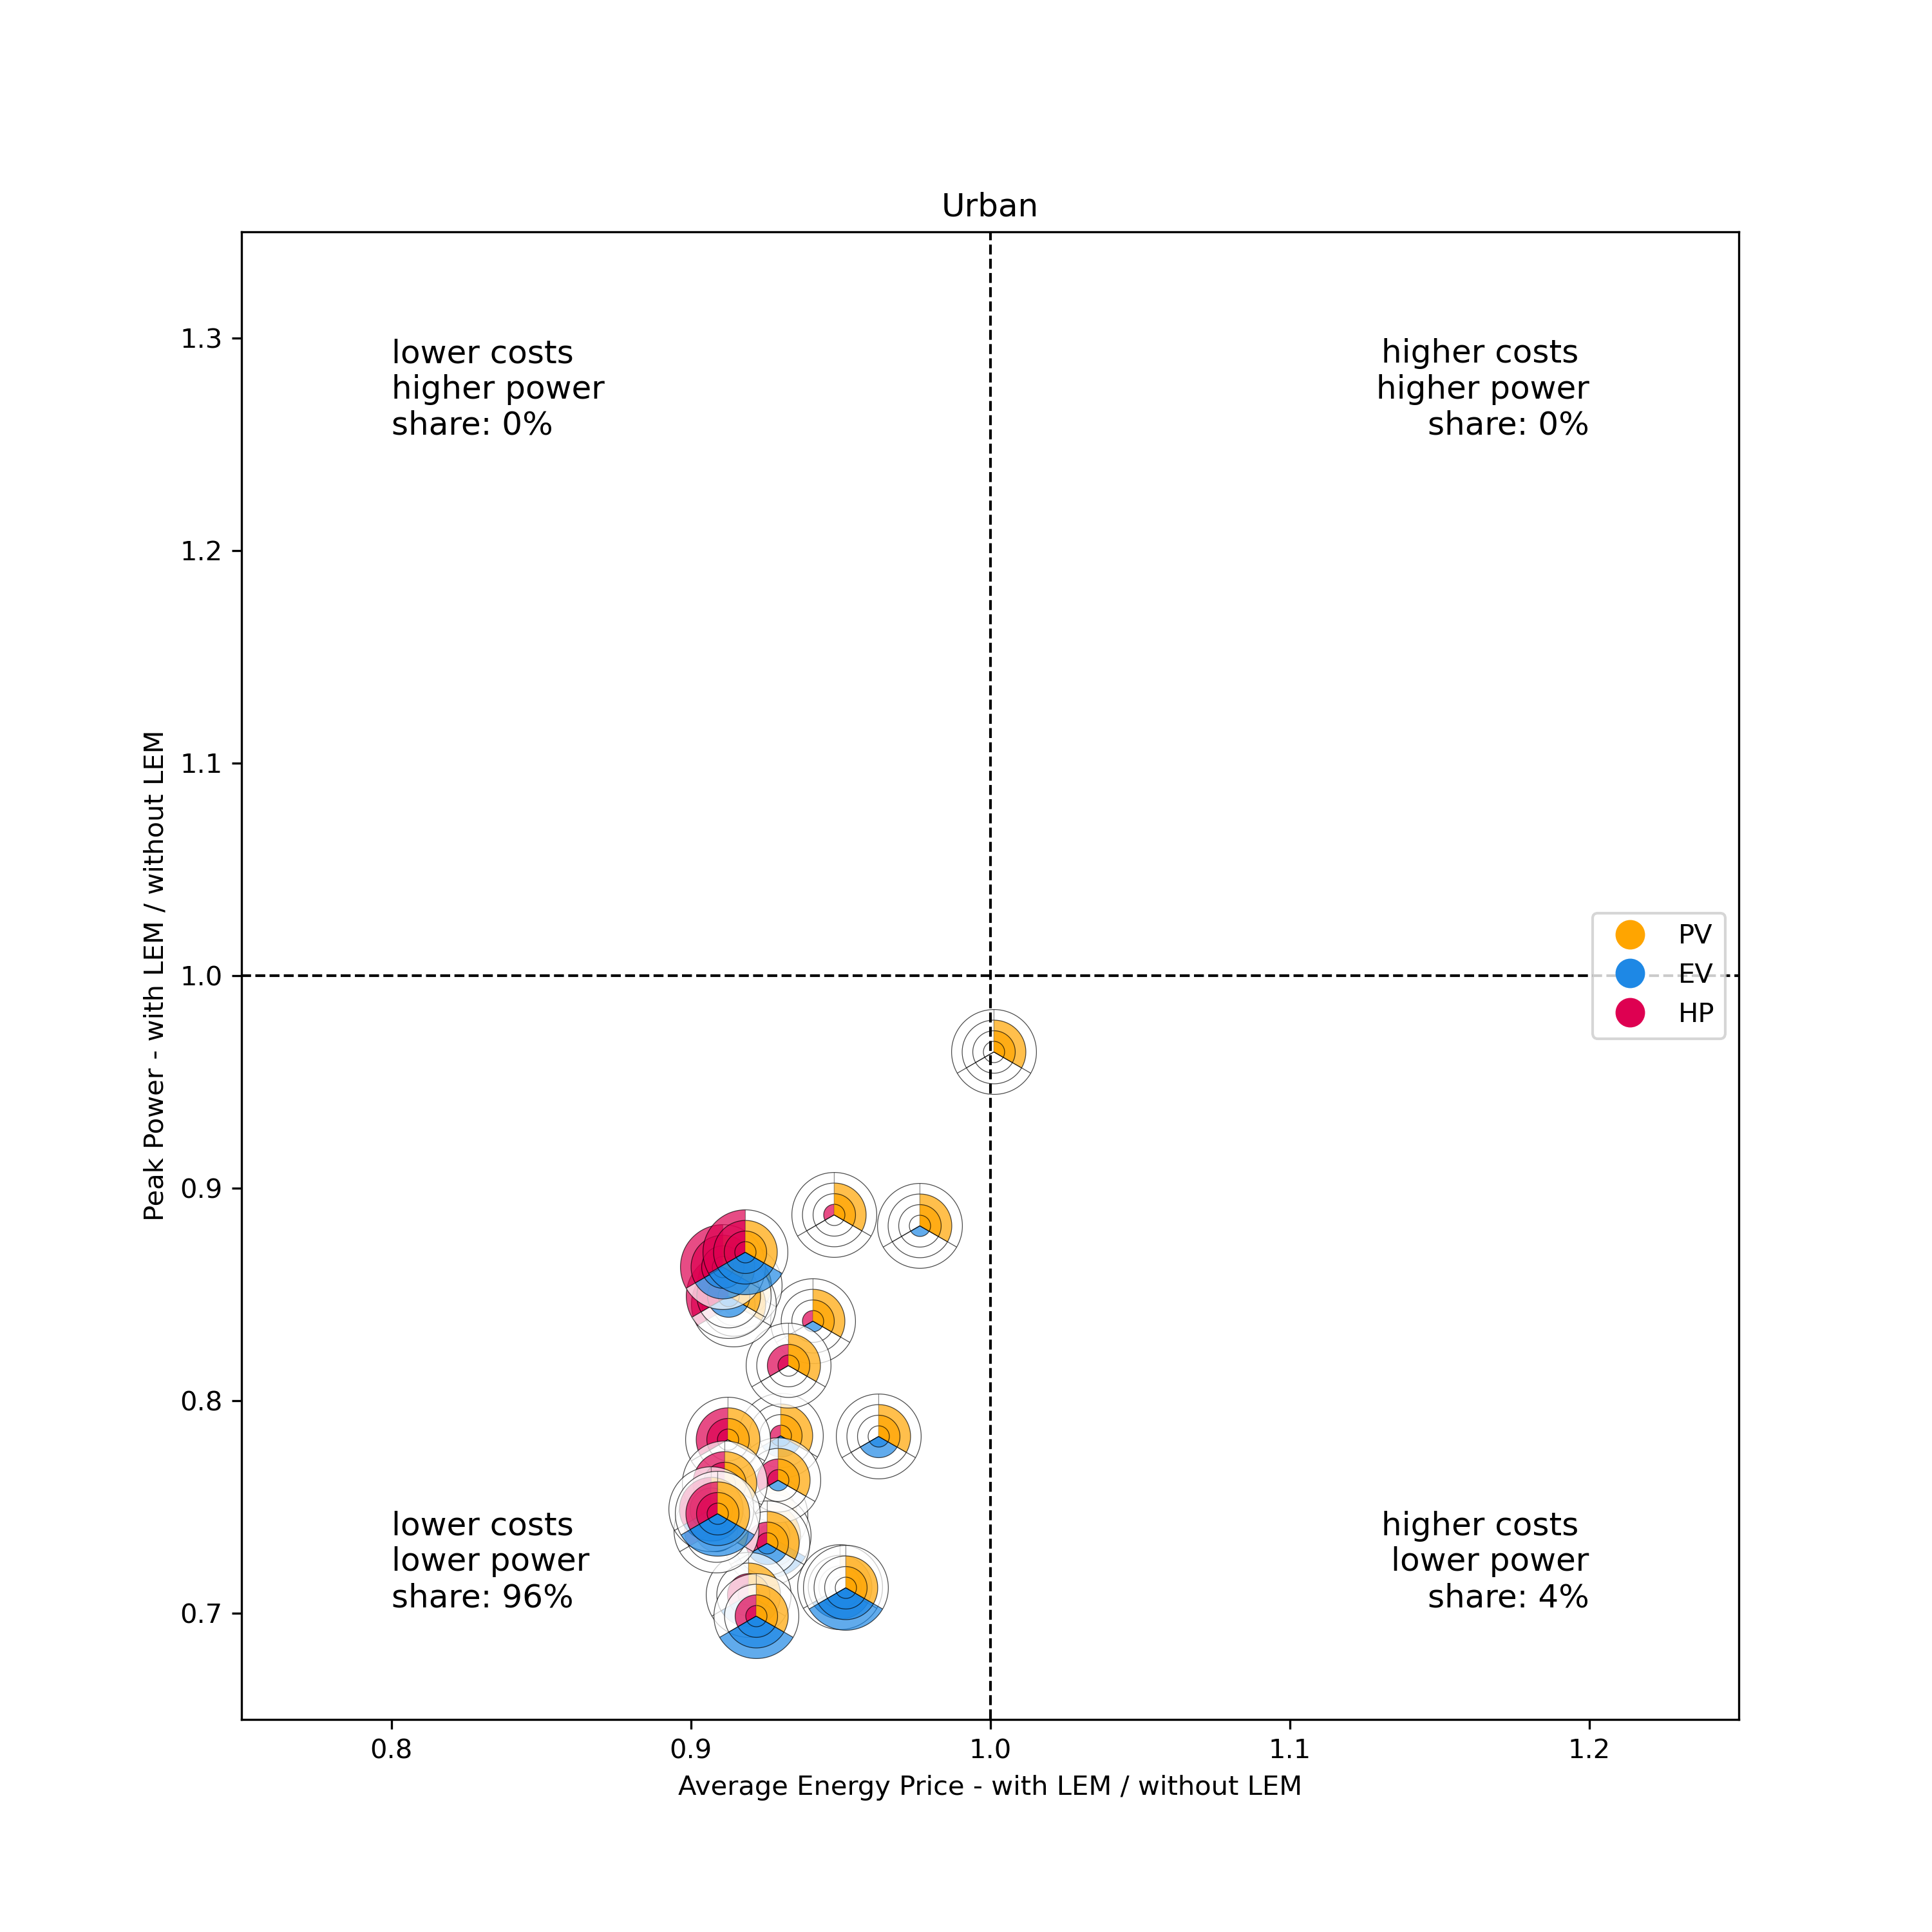 Urban
1.3
1.2
1.1
1.0
0.9
0.8
0.7
Peak Power - with LEM / without LEM
lower costs
higher power
share: 0%
higher costs
higher power
share: 0%
PV
EV
HP
lower costs
lower power
share: 96%
higher costs
lower power
share: 4%
0.8
0.9
1.0
1.1
1.2
Average Energy Price - with LEM / without LEM